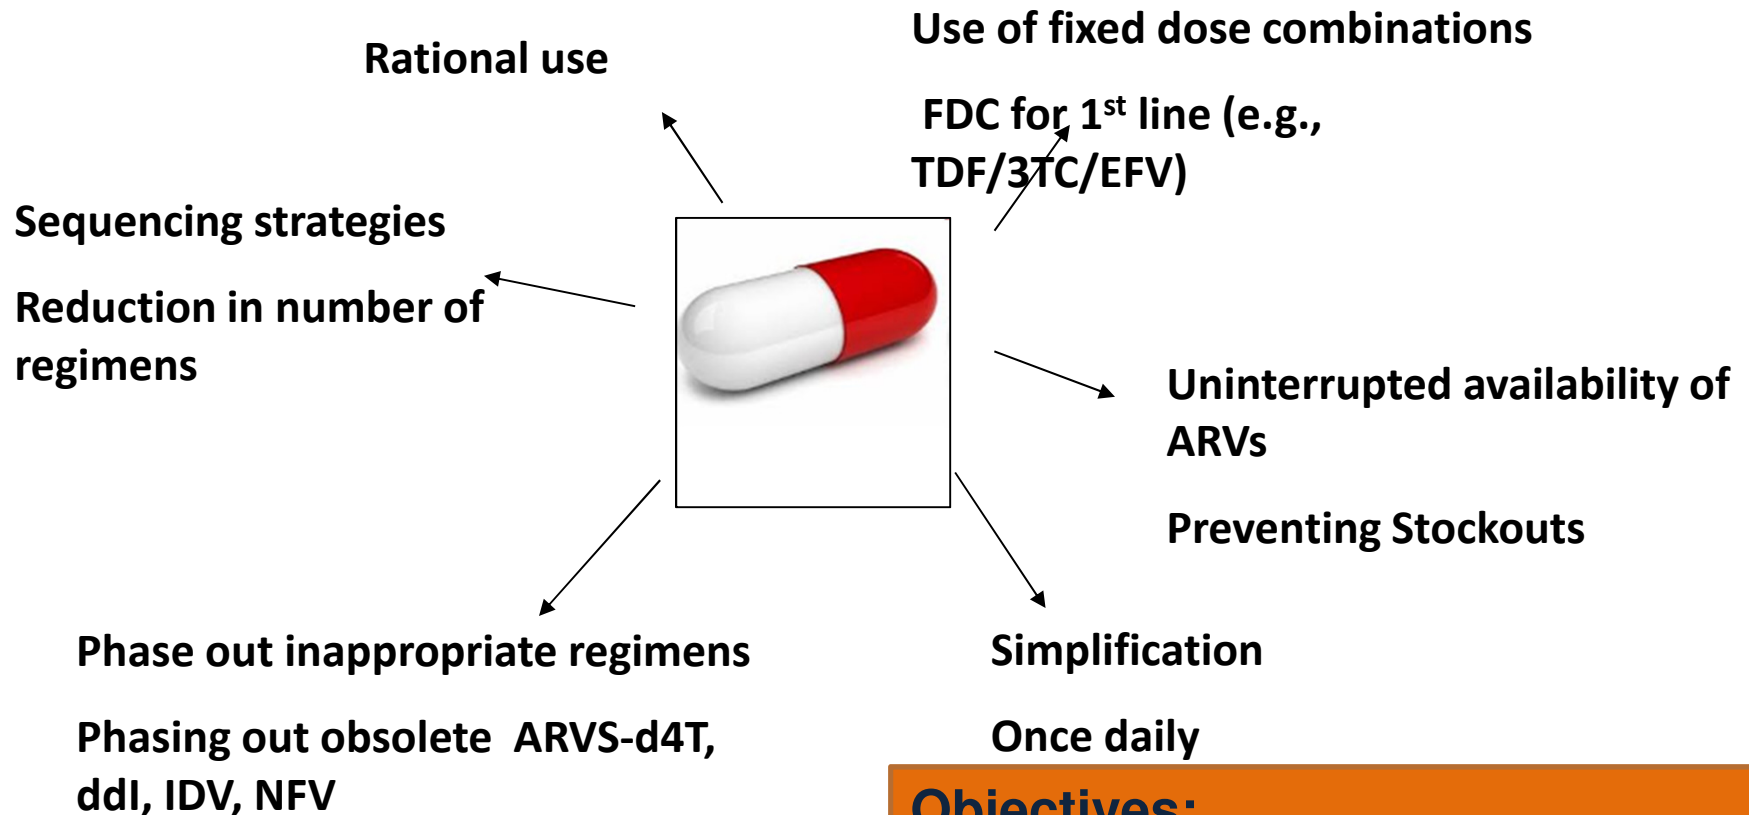 Rational use
Use of fixed dose combinations
FDC for 1st line (e.g.,
TDF/3TC/EFV)
Sequencing strategies
Reduction in number of
regimens
Uninterrupted availability of
ARVs
Preventing Stockouts
Phase out inappropriate regimens
Phasing out obsolete ARVS-d4T,
ddI, IDV, NFV
Simplification
Once daily
Objectives: